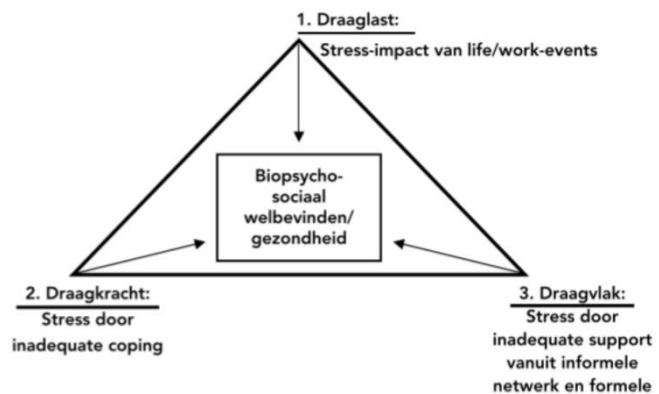 1. Draaglast:
Stress-impact van life/work-events
Biopsycho-
sociaal
welbevinden/
gezondheid
2. Draagkracht:
Stress door
inadequate coping
3. Draagvlak:
Stress door
inadequate support
vanuit informele
netwerk en formele